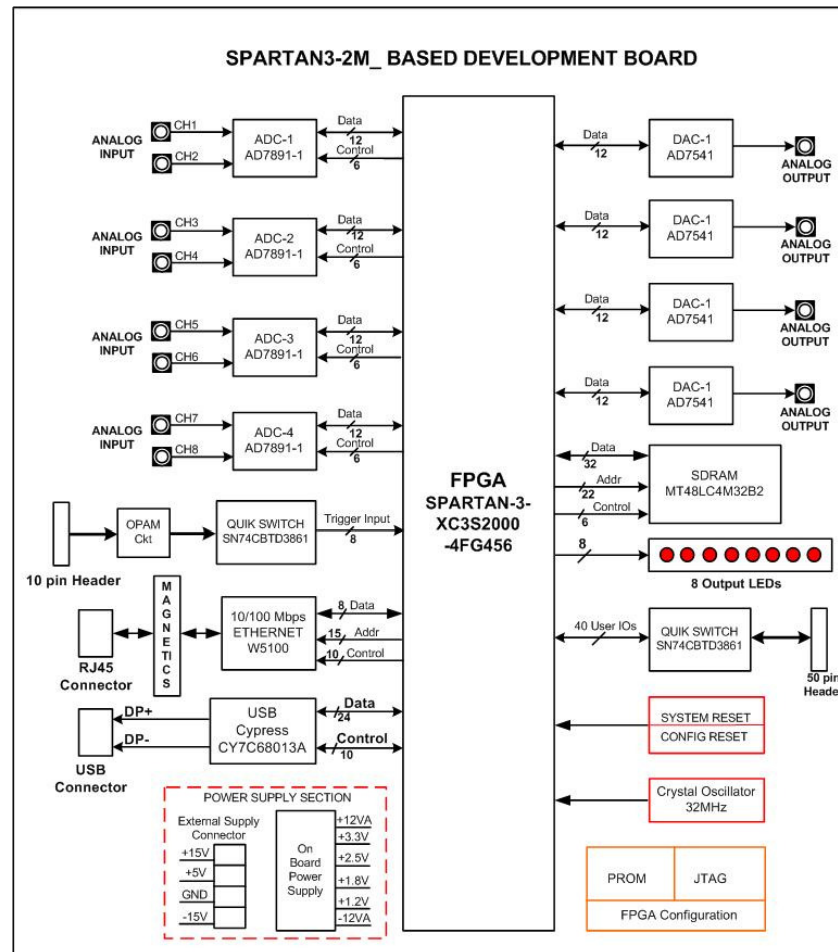 SPARTAN3-2M_ BASED DEVELOPMENT BOARD
ANALOG
INPUT
CH1
CH2
ADC-1
AD7891-1
Data
12
Control
6
ANALOG
INPUT
CH3
CH4
ADC-2
AD7891-1
Data
12
Control
6
ANALOG
INPUT
CH5
CH6
ADC-3
AD7891-1
Data
12
Control
6
ANALOG
INPUT
CH7
CH8
ADC-4
AD7891-1
Data
12
Control
6
10 pin Header
OPAM
Ckt
QUIK SWITCH
SN74CBTD3861
Trigger Input
8
RJ45
Connector
MAGNETICS
10/100 Mbps
ETHERNET
W5100
8 Data
15 Addr
10 Control
USB
Connector
DP+
DP-
USB
Cypress
CY7C68013A
Data
24
Control
10
POWER SUPPLY SECTION
External Supply
Connector
+15V
+5V
GND
-15V
On
Board
Power
Supply
+12VA
+3.3V
+2.5V
+1.8V
+1.2V
-12VA
FPGA
SPARTAN-3-
XC3S2000
-4FG456
Data
12
DAC-1
AD7541
ANALOG
OUTPUT
Data
12
DAC-1
AD7541
ANALOG
OUTPUT
Data
12
DAC-1
AD7541
ANALOG
OUTPUT
Data
12
DAC-1
AD7541
ANALOG
OUTPUT
Data
32
Addr
22
Control
6
SDRAM
MT48LC4M32B2
8
8 Output LEDs
40 User IOs
QUIK SWITCH
SN74CBTD3861
50 pin
Heade
SYSTEM RESET
CONFIG RESET
Crystal Oscillator
32MHz
PROM
JTAG
FPGA Configuration